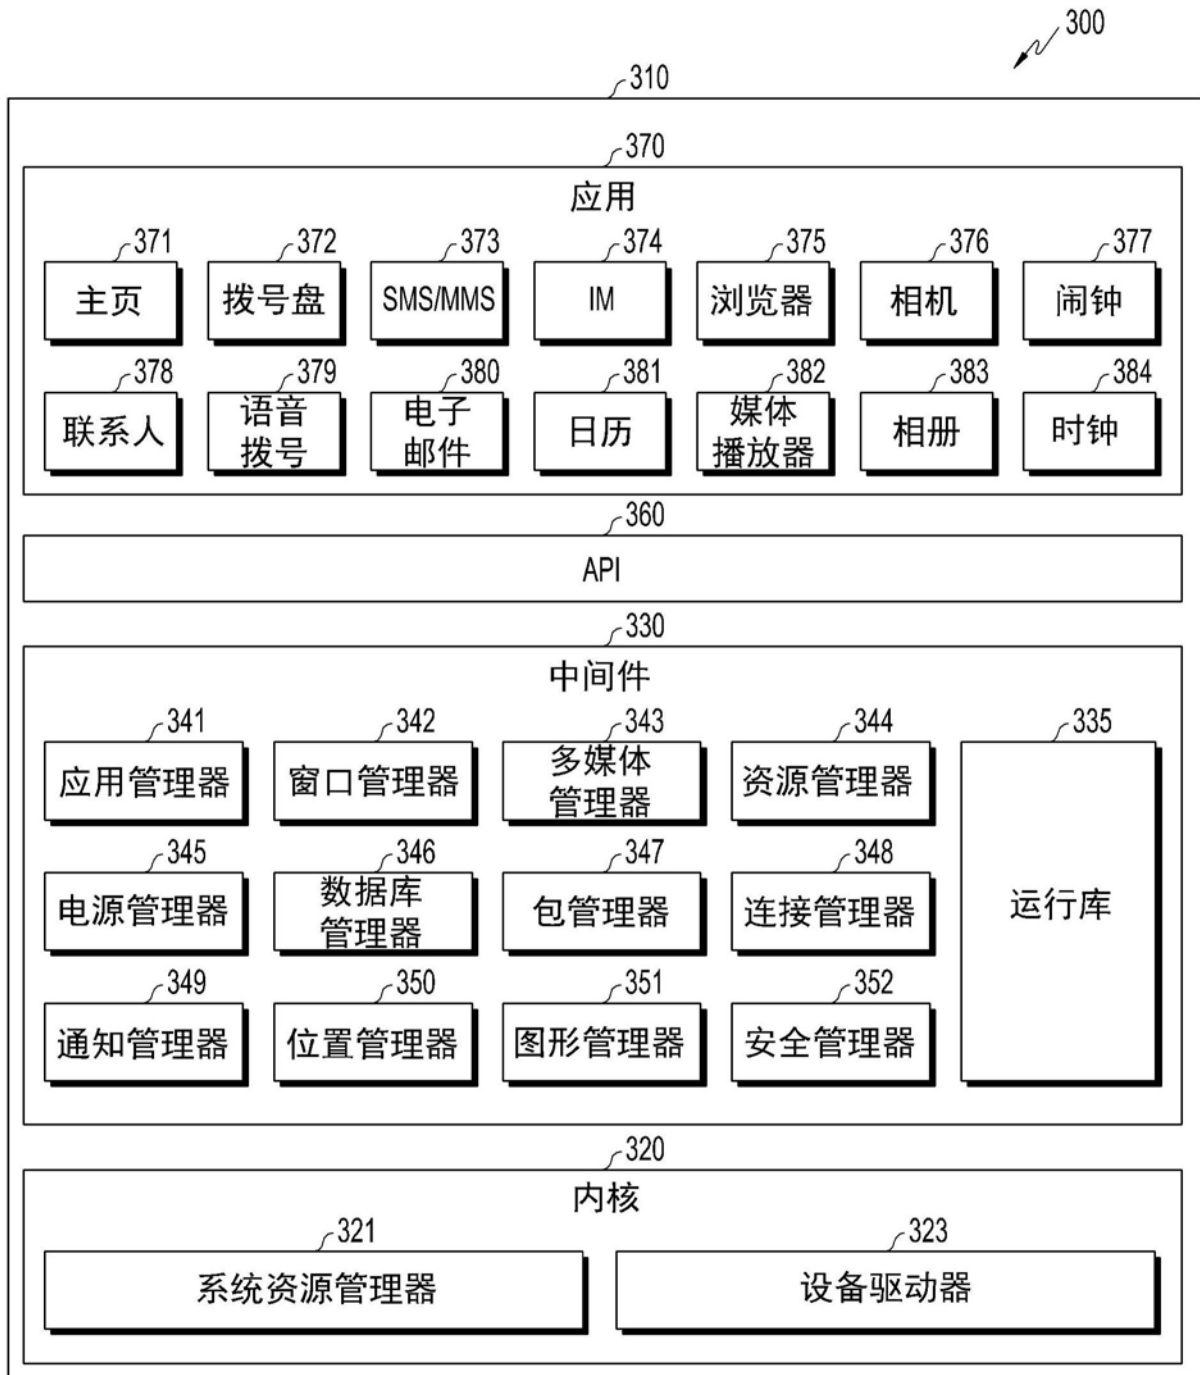 300
310
370
应用
371 372 373 374 375 376 377
主页 拨号盘 SMS/MMS IM 浏览器 相机 闹钟
378 379 380 381 382 383 384
联系人 语音 拨号 电子 邮件 日历 媒体 播放器 相册 时钟
360
API
330
中间件
341 342 343 344 335
应用管理器 窗口管理器 多媒体 管理器 资源管理器
345 346 347 348
电源管理器 数据库 管理器 包管理器 连接管理器 运行库
349 350 351 352
通知管理器 位置管理器 图形管理器 安全管理器
320
内核
321 323
系统资源管理器 设备驱动器